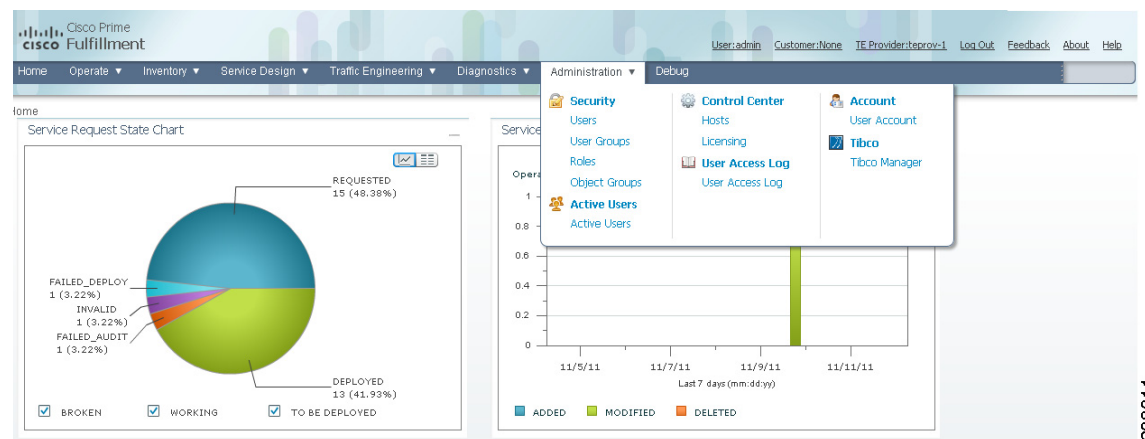 Cisco Prime
CISCO Fulfillment
User:admin Customer:None TE Provider:teprov-1 Log Out Feedback About Help
Home Operate ▼ Inventory ▼ Service Design ▼ Traffic Engineering ▼ Diagnostics ▼ Administration ▼ Debug
Home
Security
Users
User Groups
Roles
Object Groups
Active Users
Active Users
Control Center
Hosts
Licensing
User Access Log
User Access Log
Account
User Account
Tibco
Tibco Manager
Service Request State Chart
REQUESTED
15 (48.38%)
FAILED_DEPLOY
1 (3.22%)
INVALID
1 (3.22%)
FAILED_AUDIT
1 (3.22%)
DEPLOYED
13 (41.93%)
BROKEN WORKING TO BE DEPLOYED
Service
Opera
1
0.8
0.6
0.4
0.2
0
11/5/11 11/7/11 11/9/11 11/11/11
Last 7 days (mm:dd:yy)
ADDED MODIFIED DELETED